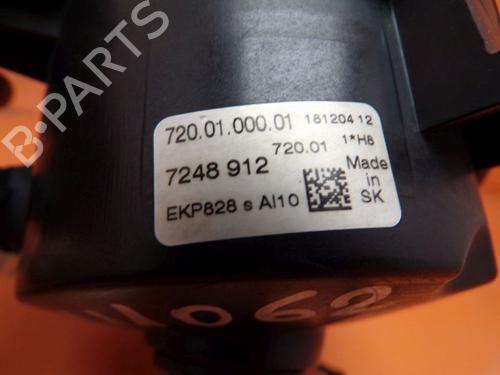 B-PARTS
720.01.000.01 181204 12
720.01 1*H8
7248 912
Made
in
SK
EKP828 s AI10